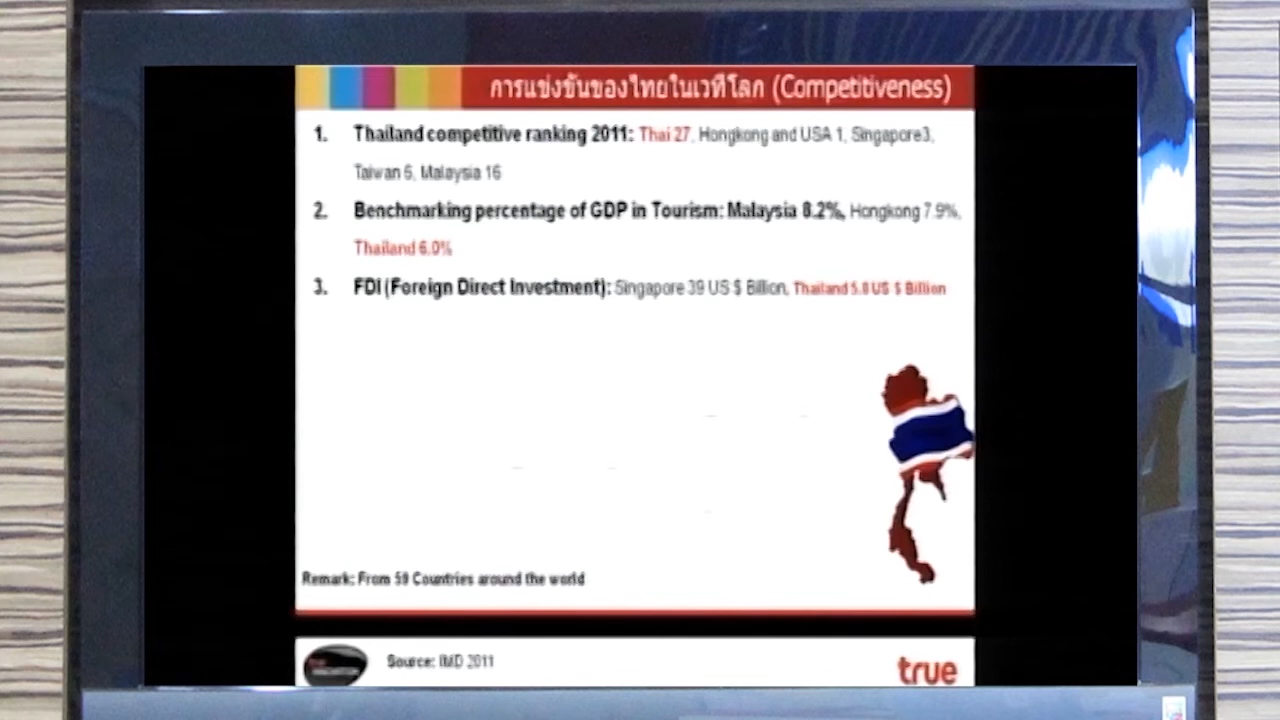 การแข่งขันของไทยในเวทีโลก (Competitiveness)
1. Thailand competitive ranking 2011: Thai 27, Hongkong and USA 1, Singapore3,
Taiwan 6, Malaysia 16
2. Benchmarking percentage of GDP in Tourism: Malaysia 8.2%, Hongkong 7.9%,
Thailand 6.0%
3. FDI (Foreign Direct Investment): Singapore 39 US $ Billion, Thailand 5.8 US $ Billion
Remark: From 59 Countries around the world
Source: IMD 2011
true